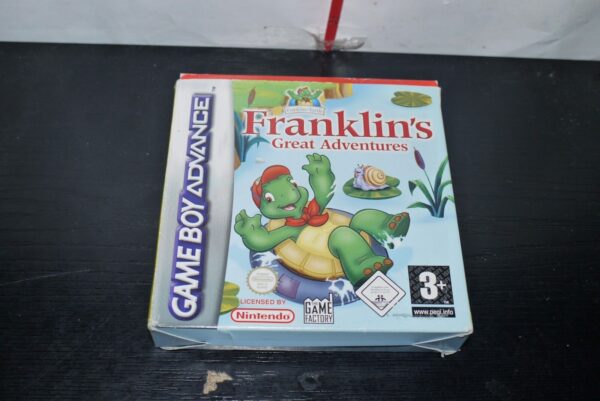 GAME BOY ADVANCE
Franklin's
Great Adventures
LICENSED BY
Nintendo
GAME
FACTORY
3+
www.pegi.info